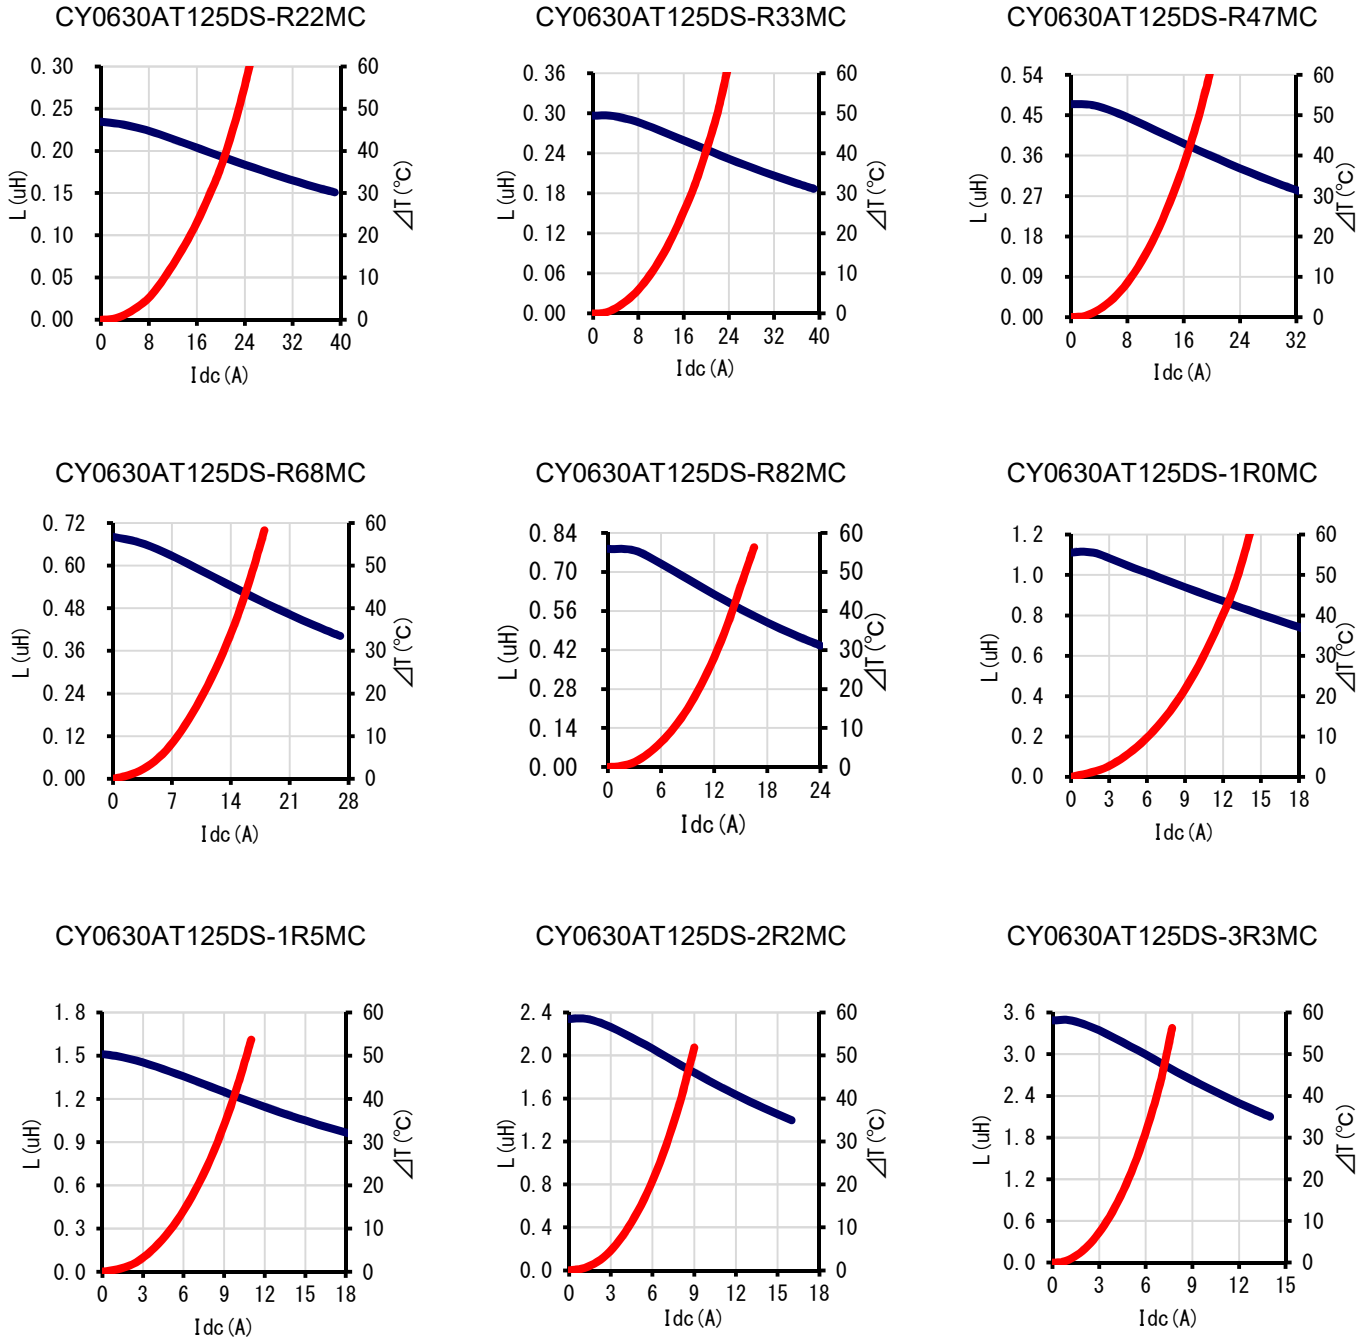 CY0630AT125DS-R22MC
0.30
0.25
0.20
0.15
0.10
0.05
0.00
L(uH)
60
50
40
30
20
10
0
⊿T(℃)
0 8 16 24 32 40
Idc(A)
CY0630AT125DS-R33MC
0.36
0.30
0.24
0.18
0.12
0.06
0.00
L(uH)
60
50
40
30
20
10
0
⊿T(℃)
0 8 16 24 32 40
Idc(A)
CY0630AT125DS-R47MC
0.54
0.45
0.36
0.27
0.18
0.09
0.00
L(uH)
60
50
40
30
20
10
0
⊿T(℃)
0 8 16 24 32
Idc(A)
CY0630AT125DS-R68MC
0.72
0.60
0.48
0.36
0.24
0.12
0.00
L(uH)
60
50
40
30
20
10
0
⊿T(℃)
0 7 14 21 28
Idc(A)
CY0630AT125DS-R82MC
0.84
0.70
0.56
0.42
0.28
0.14
0.00
L(uH)
60
50
40
30
20
10
0
⊿T(℃)
0 6 12 18 24
Idc(A)
CY0630AT125DS-1R0MC
1.2
1.0
0.8
0.6
0.4
0.2
0.0
L(uH)
60
50
40
30
20
10
0
⊿T(℃)
0 3 6 9 12 15 18
Idc(A)
CY0630AT125DS-1R5MC
1.8
1.5
1.2
0.9
0.6
0.3
0.0
L(uH)
60
50
40
30
20
10
0
⊿T(℃)
0 3 6 9 12 15 18
Idc(A)
CY0630AT125DS-2R2MC
2.4
2.0
1.6
1.2
0.8
0.4
0.0
L(uH)
60
50
40
30
20
10
0
⊿T(℃)
0 3 6 9 12 15 18
Idc(A)
CY0630AT125DS-3R3MC
3.6
3.0
2.4
1.8
1.2
0.6
0.0
L(uH)
60
50
40
30
20
10
0
⊿T(℃)
0 3 6 9 12 15
Idc(A)